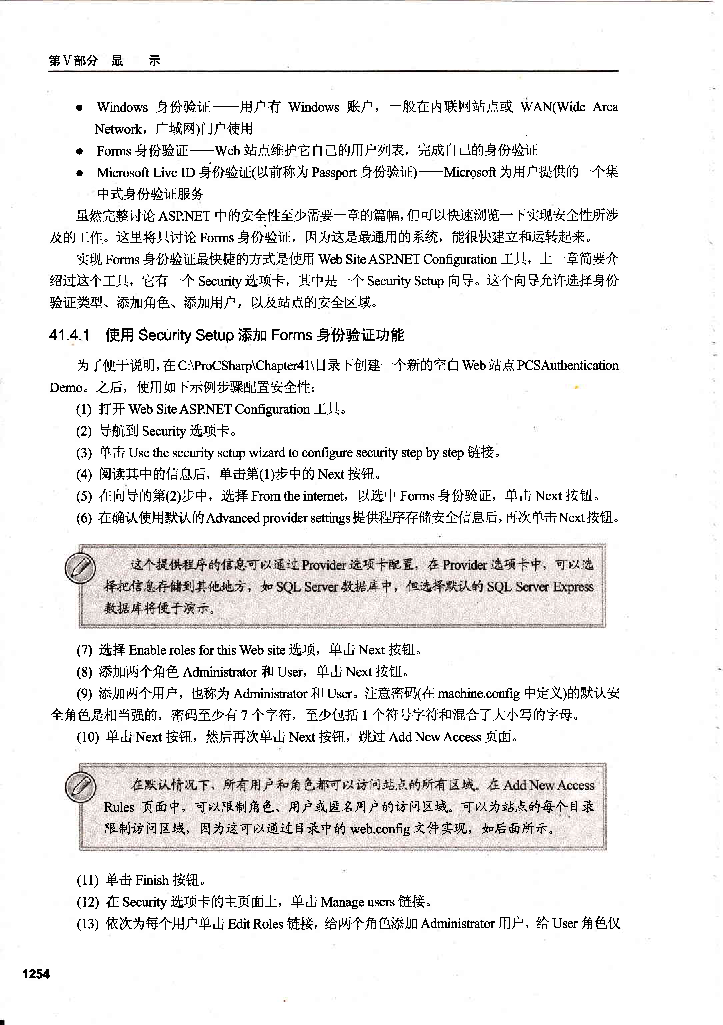 第 V 部分 显 示
● Windows 身份验证——用户有 Windows 账户，一般在内联网站点或 WAN(Wide Area
Network，广域网)门户使用
● Forms 身份验证——Web 站点维护它自己的用户列表，完成自己的身份验证
● Microsoft Live ID 身份验证(以前称为 Passport 身份验证)——Microsoft 为用户提供的一个集
中式身份验证服务
虽然完整讨论 ASP.NET 中的安全性至少需要一章的篇幅，但可以快速浏览一下实现安全性所涉
及的工作。这里将只讨论 Forms 身份验证，因为这是最通用的系统，能很快建立和运转起来。
实现 Forms 身份验证最快捷的方式是使用 Web Site ASP.NET Configuration 工具，上一章简要介
绍过这个工具，它有一个 Security 选项卡，其中是一个 Security Setup 向导。这个向导允许选择身份
验证类型、添加角色、添加用户，以及站点的安全区域。
41.4.1 使用 Security Setup 添加 Forms 身份验证功能
为了便于说明，在 C:\ProCSharp\Chapter41\目录下创建一个新的空白 Web 站点 PCSAuthentication
Demo。之后，使用如下示例步骤配置安全性：
(1) 打开 Web Site ASP.NET Configuration 工具。
(2) 导航到 Security 选项卡。
(3) 单击 Use the security setup wizard to configure security step by step 链接。
(4) 阅读其中的信息后，单击第(1)步中的 Next 按钮。
(5) 在向导的第(2)步中，选择 From the internet，以选中 Forms 身份验证，单击 Next 按钮。
(6) 在确认使用默认的 Advanced provider settings 提供程序存储安全信息后，再次单击 Next 按钮。
这个提供程序的信息可以通过 Provider 选项卡配置，在 Provider 选项卡中，可以选
择把信息存储到其他地方，如 SQL Server 数据库中，但选择默认的 SQL Server Express
数据库将便于演示。
(7) 选择 Enable roles for this Web site 选项，单击 Next 按钮。
(8) 添加两个角色 Administrator 和 User，单击 Next 按钮。
(9) 添加两个用户，也称为 Administrator 和 User。注意密码(在 machine.config 中定义)的默认安
全角色是相当强的，密码至少有 7 个字符，至少包括 1 个符号字符和混合了大小写的字母。
(10) 单击 Next 按钮，然后再次单击 Next 按钮，跳过 Add New Access 页面。
在默认情况下、所有用户和角色都可以访问站点的所有区域。在 Add New Access
Rules 页面中，可以限制角色、用户或匿名用户的访问区域。可以为站点的每个目录
限制访问区域，因为这可以通过目录中的 web.config 文件实现，如后面所示。
(11) 单击 Finish 按钮。
(12) 在 Security 选项卡的主页面上，单击 Manage users 链接。
(13) 依次为每个用户单击 Edit Roles 链接，给两个角色添加 Administrator 用户，给 User 角色仅
1254